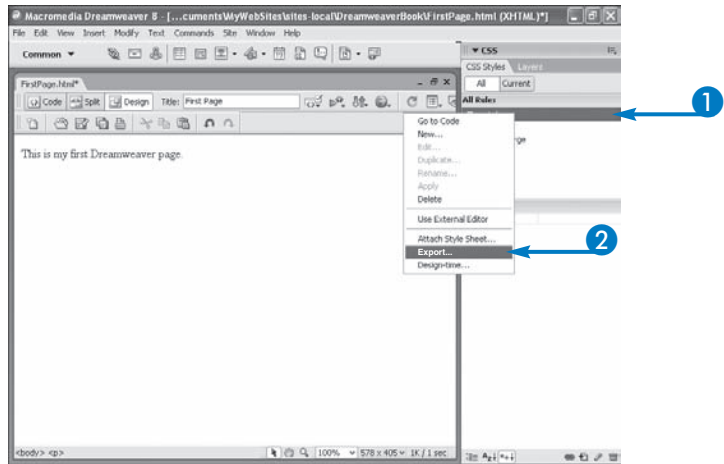 Macromedia Dreamweaver 8 - [...cuments\MyWebSites\sites-local\DreamweaverBook\FirstPage.html (XHTML)*]
File Edit View Insert Modify Text Commands Site Window Help
Common
CSS
CSS Styles Layers
FirstPage.html*
All Current
Code Split Design Title: First Page
All Rules
1
Go to Code
New...
Edit...
Duplicate...
Rename...
Apply
Delete
This is my first Dreamweaver page.
Use External Editor
Attach Style Sheet...
Export...
2
Design-time...
<body> <p>
100% 578 x 405 1K / 1 sec